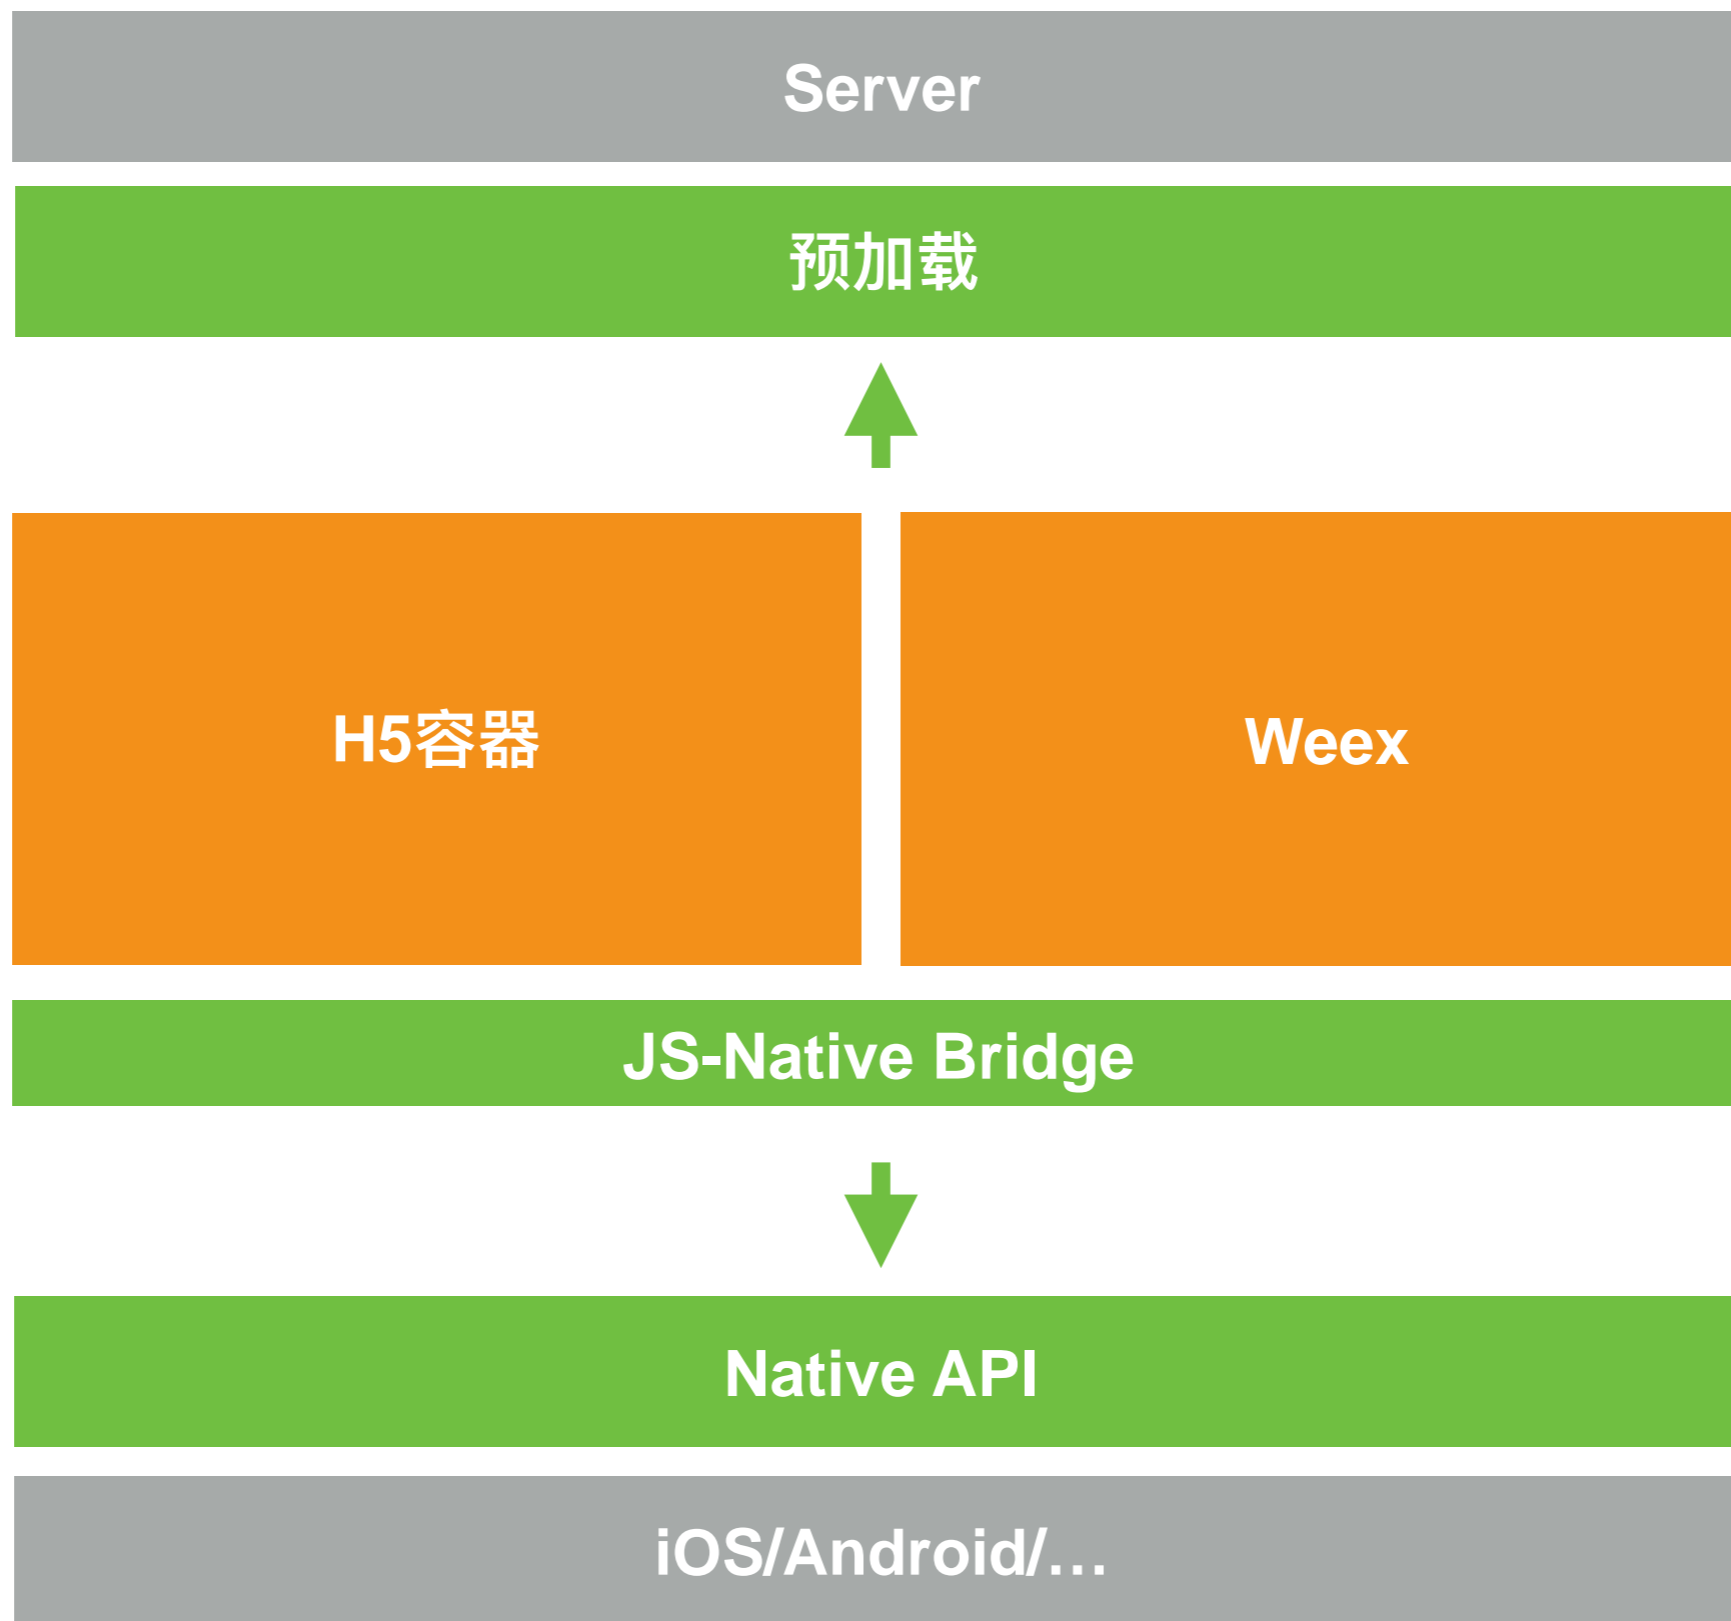 Server
预加载
H5容器
Weex
JS-Native Bridge
Native API
iOS/Android/…